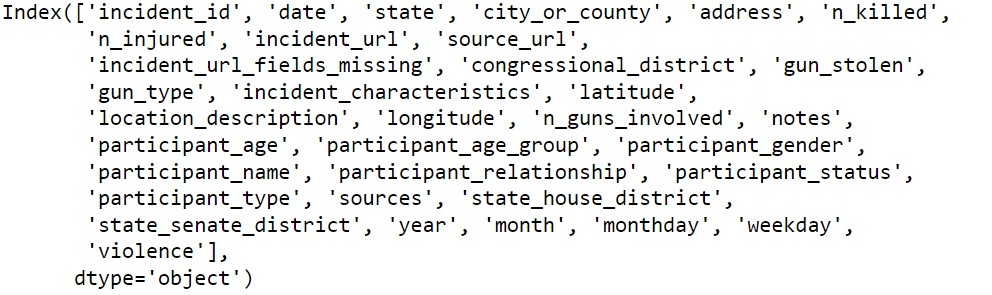 Index(['incident_id', 'date', 'state', 'city_or_county', 'address', 'n_killed',
'n_injured', 'incident_url', 'source_url',
'incident_url_fields_missing', 'congressional_district', 'gun_stolen',
'gun_type', 'incident_characteristics', 'latitude',
'location_description', 'longitude', 'n_guns_involved', 'notes',
'participant_age', 'participant_age_group', 'participant_gender',
'participant_name', 'participant_relationship', 'participant_status',
'participant_type', 'sources', 'state_house_district',
'state_senate_district', 'year', 'month', 'monthday', 'weekday',
'violence'],
dtype='object')